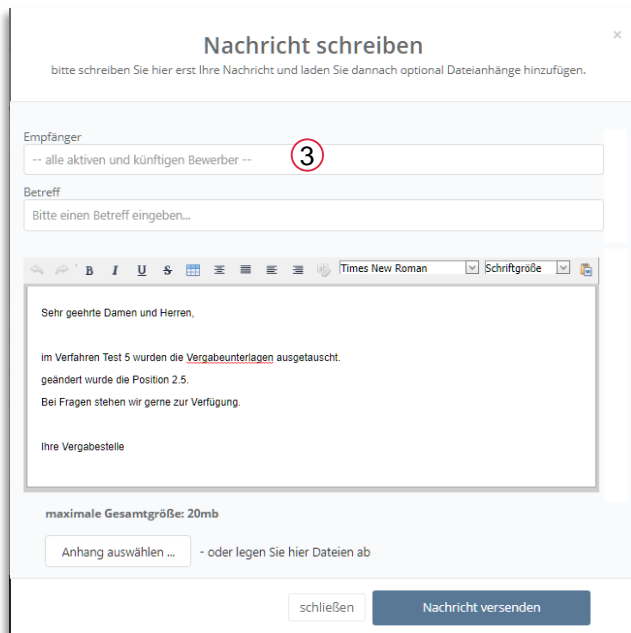 Nachricht schreiben
×
bitte schreiben Sie hier erst Ihre Nachricht und laden Sie dannach optional Dateianhänge hinzufügen.
Empfänger
-- alle aktiven und künftigen Bewerber --
3
Betreff
Bitte einen Betreff eingeben...
B I U S Times New Roman Schriftgröße
Sehr geehrte Damen und Herren,
im Verfahren Test 5 wurden die Vergabeunterlagen ausgetauscht.
geändert wurde die Position 2.5.
Bei Fragen stehen wir gerne zur Verfügung.
Ihre Vergabestelle
maximale Gesamtgröße: 20mb
Anhang auswählen ... - oder legen Sie hier Dateien ab
schließen Nachricht versenden